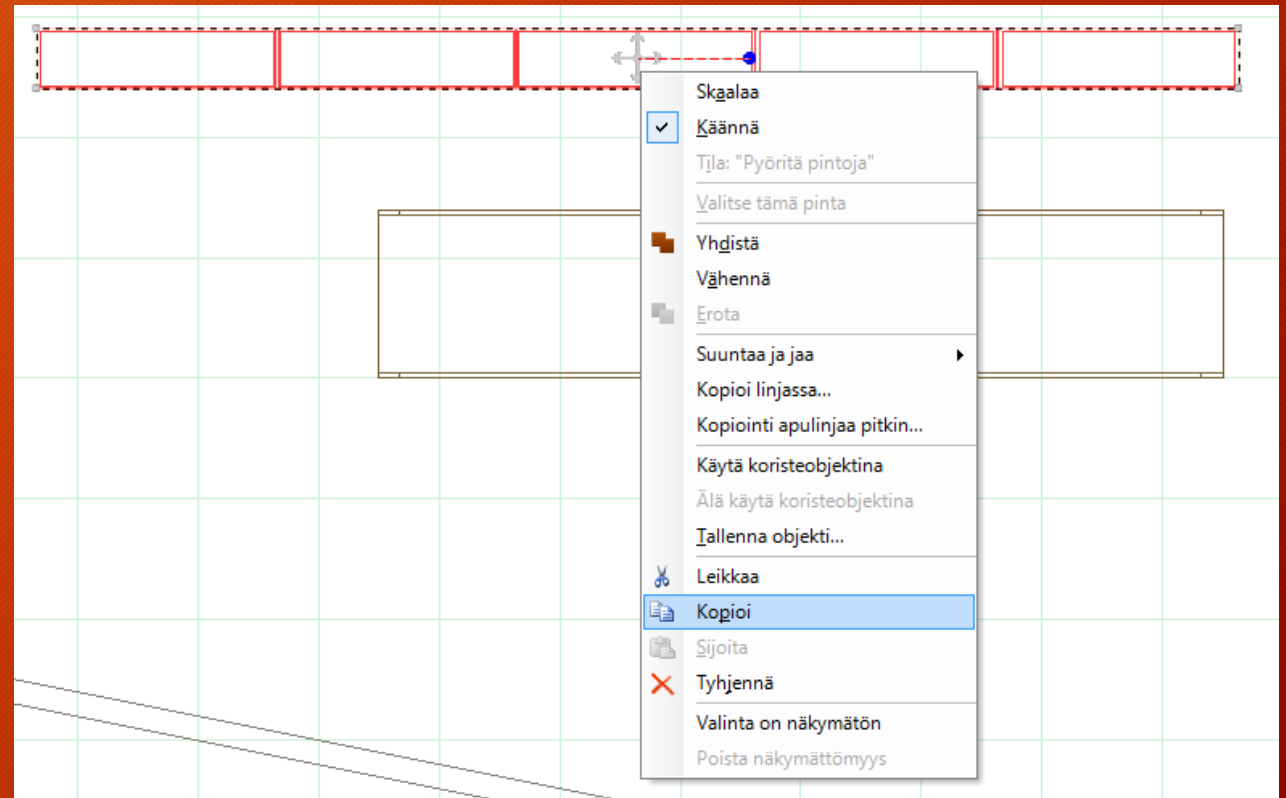 Skaalaa
Käännä
Tila: "Pyöritä pintoja"
Valitse tämä pinta
Yhdistä
Vähennä
Erota
Suuntaa ja jaa
Kopioi linjassa...
Kopiointi apulinjaa pitkin...
Käytä koristeobjektina
Älä käytä koristeobjektina
Tallenna objekti...
Leikkaa
Kopioi
Sijoita
Tyhjennä
Valinta on näkymätön
Poista näkymättömyys